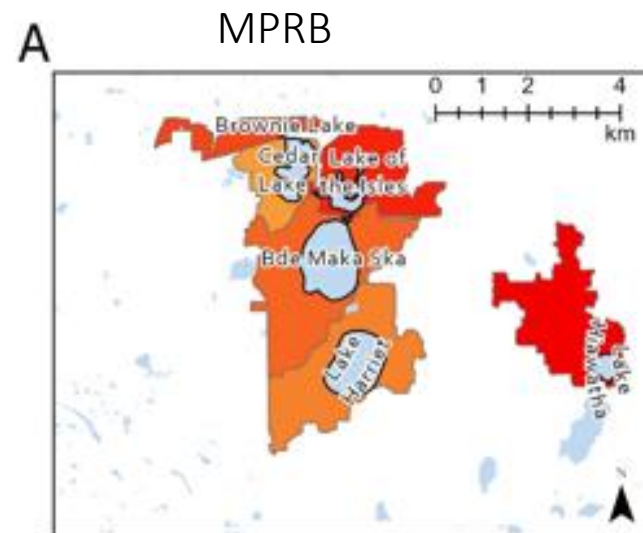 A
MPRB
0 1 2 4
km
Brownie Lake
Cedar
Lake
Lake of
the Isles
Bde Maka Ska
Lake
Harriet
Lake
Hiawatha